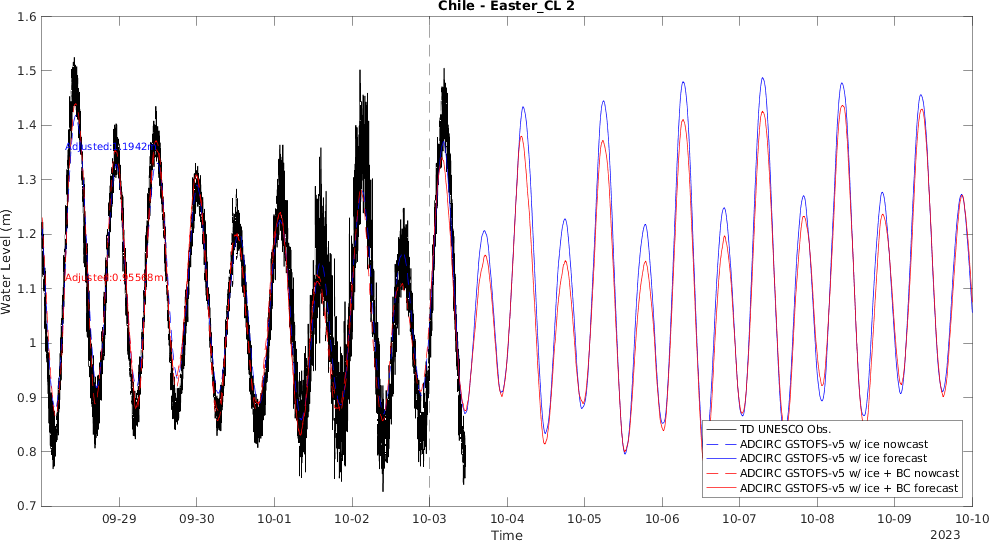 Chile - Easter_CL 2
1.6
1.5
1.4
1.3
1.2
1.1
1
0.9
0.8
0.7
Water Level (m)
Adjusted:0.95568m
TD UNESCO Obs.
ADCIRC GSTOFS-v5 w/ ice nowcast
ADCIRC GSTOFS-v5 w/ ice forecast
ADCIRC GSTOFS-v5 w/ ice + BC nowcast
ADCIRC GSTOFS-v5 w/ ice + BC forecast
09-29 09-30 10-01 10-02 10-03 10-04 10-05 10-06 10-07 10-08 10-09 10-10
Time
2023